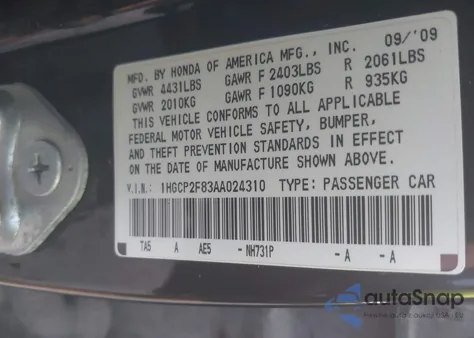 MFD. BY HONDA OF AMERICA MFG., INC. 09/'09
GVWR 4431LBS GAWR F 2403LBS R 2061LBS
GVWR 2010KG GAWR F 1090KG R 935KG
THIS VEHICLE CONFORMS TO ALL APPLICABLE
FEDERAL MOTOR VEHICLE SAFETY, BUMPER,
AND THEFT PREVENTION STANDARDS IN EFFECT
ON THE DATE OF MANUFACTURE SHOWN ABOVE.
V.I.N.: 1HGCP2F83AA024310 TYPE: PASSENGER CAR
TA5 A AE5 - NH731P - A - A
autoSnap